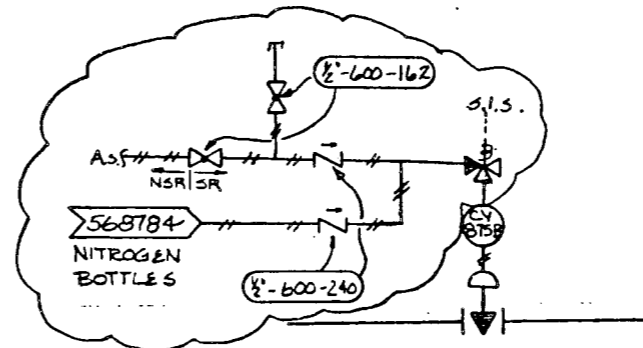 ½"-600-162
S.I.S.
A.S.
NSR SR
568784
NITROGEN
BOTTLES
CV
875B
½"-600-240